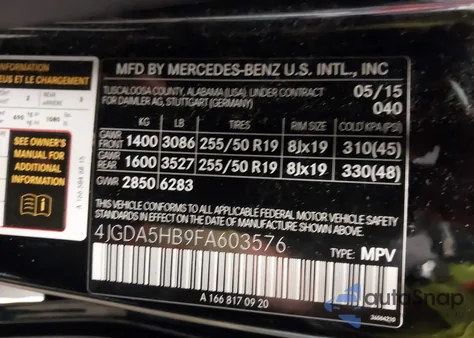 INFORMATION
EUS ET LE CHARGEMENT
SEE OWNER'S
MANUAL FOR
ADDITIONAL
INFORMATION
MFD BY MERCEDES-BENZ U.S. INTL., INC
TUSCALOOSA COUNTY, ALABAMA (USA), UNDER CONTRACT
FOR DAIMLER AG, STUTTGART (GERMANY)
05/15
040
KG LB TIRES RIM SIZE COLD KPA(PSI)
GAWR FRONT 1400 3086 255/50 R19 8Jx19 310(45)
GAWR REAR 1600 3527 255/50 R19 8Jx19 330(48)
GVWR 2850 6283
THIS VEHICLE CONFORMS TO ALL APPLICABLE FEDERAL MOTOR VEHICLE SAFETY
STANDARDS IN EFFECT ON THE DATE OF MANUFACTURE SHOWN ABOVE.
4JGDA5HB9FA603576
TYPE: MPV
A 166 817 09 20
autoSnap